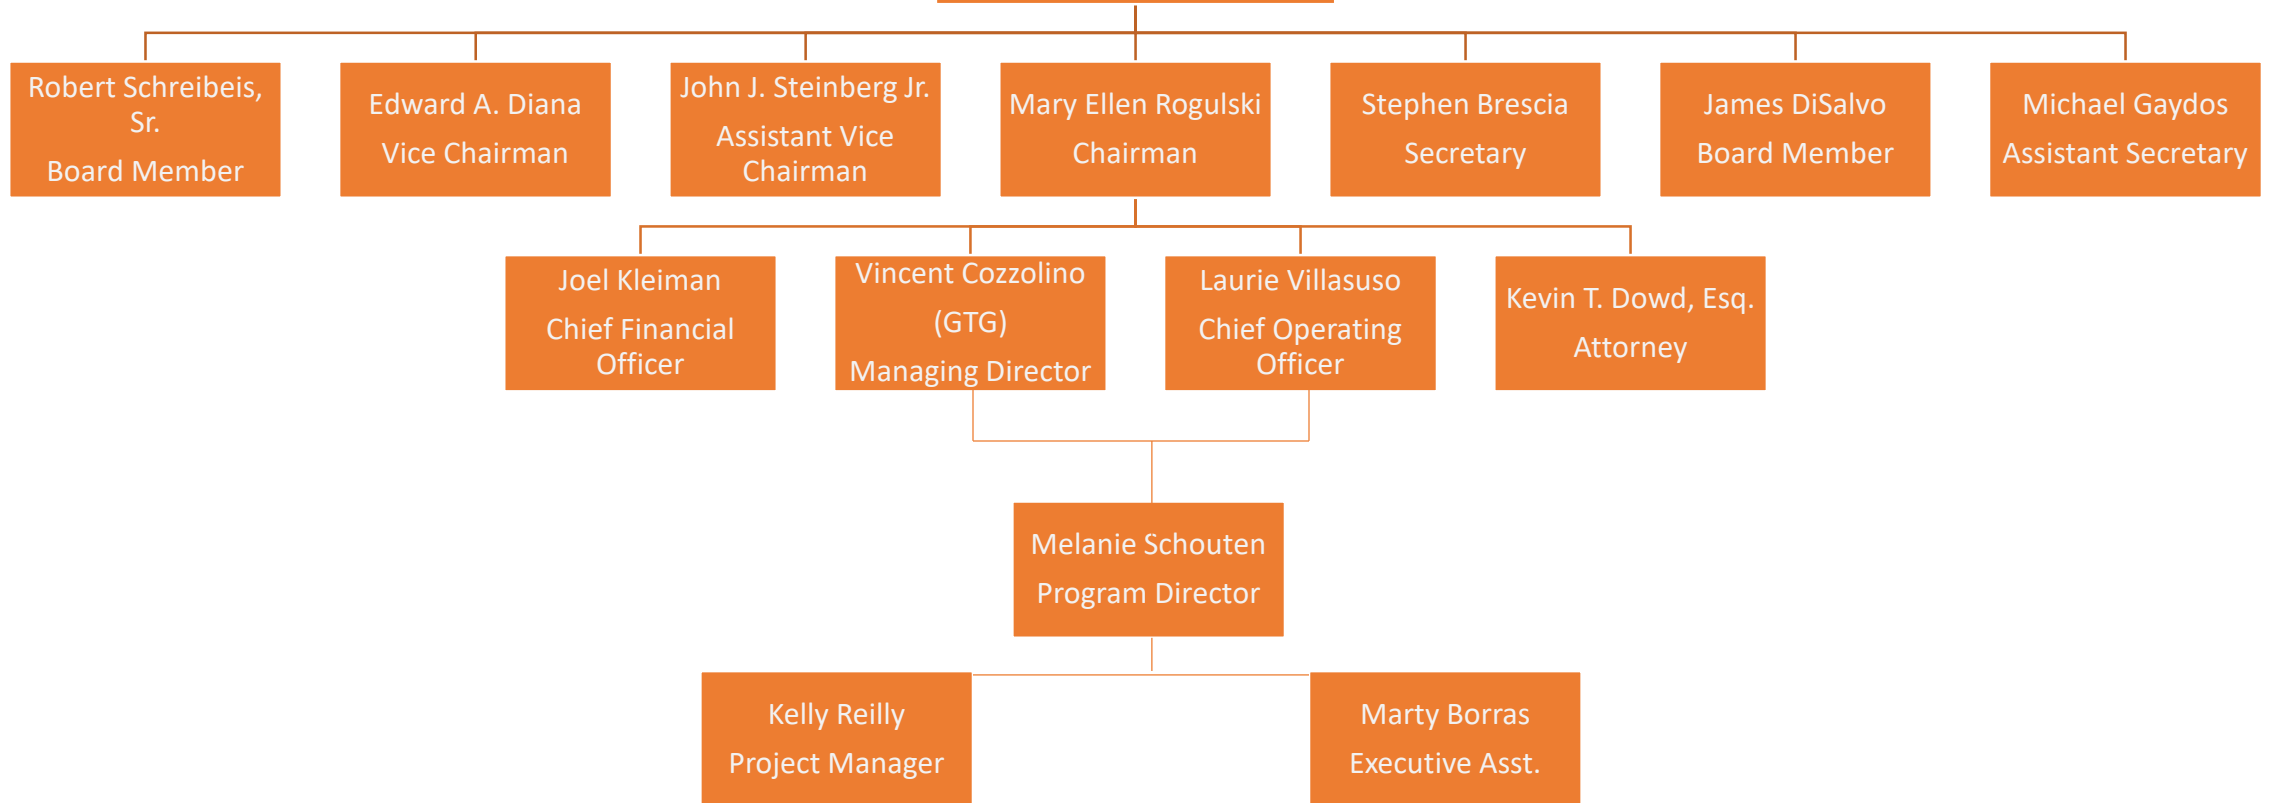 Robert Schreibeis,
Sr.
Board Member
Edward A. Diana
Vice Chairman
John J. Steinberg Jr.
Assistant Vice
Chairman
Mary Ellen Rogulski
Chairman
Stephen Brescia
Secretary
James DiSalvo
Board Member
Michael Gaydos
Assistant Secretary
Joel Kleiman
Chief Financial
Officer
Vincent Cozzolino
(GTG)
Managing Director
Laurie Villasuso
Chief Operating
Officer
Kevin T. Dowd, Esq.
Attorney
Melanie Schouten
Program Director
Kelly Reilly
Project Manager
Marty Borras
Executive Asst.